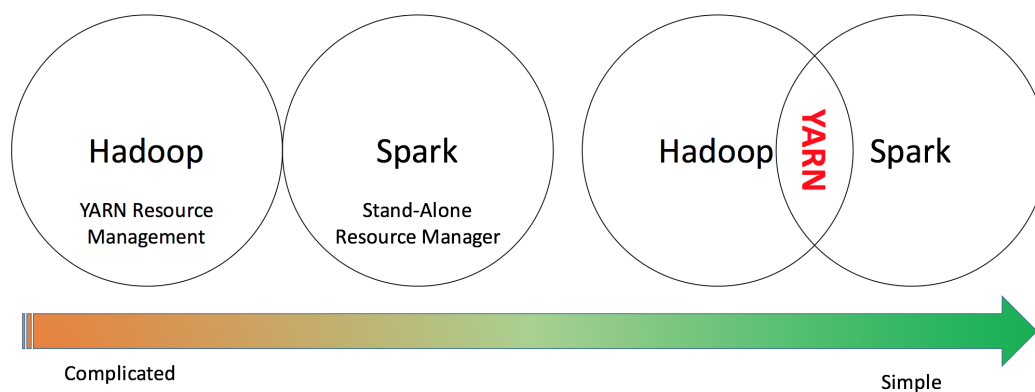 Hadoop
YARN Resource
Management
Spark
Stand-Alone
Resource Manager
Hadoop
YARN
Spark
Complicated
Simple